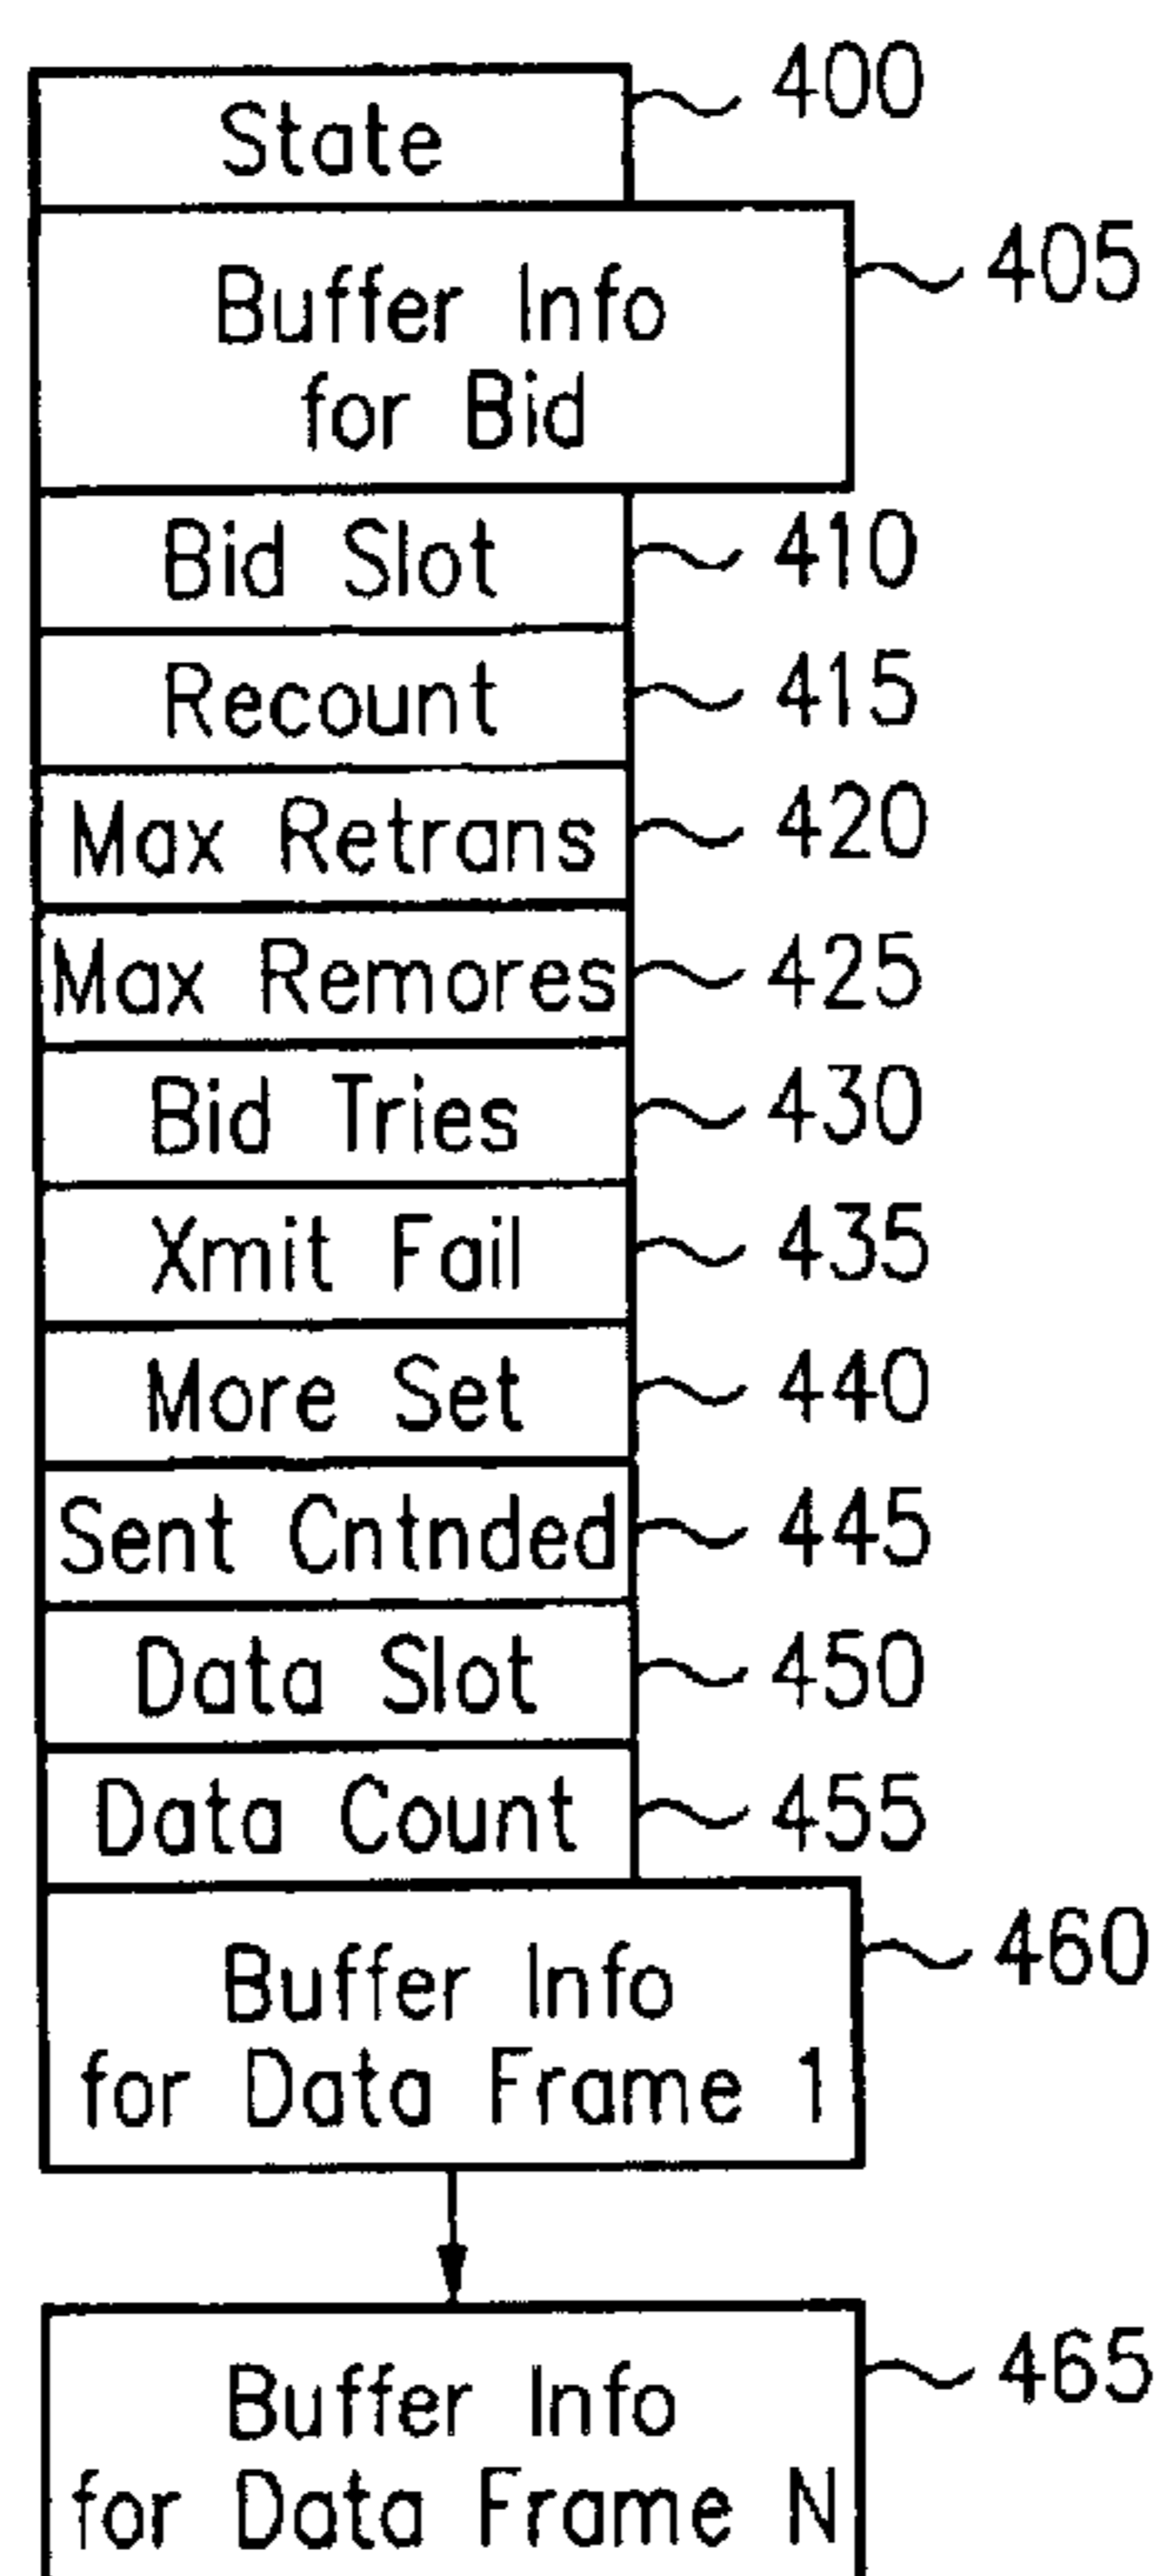 State 400
Buffer Info 405
for Bid
Bid Slot 410
Recount 415
Max Retrans 420
Max Remores 425
Bid Tries 430
Xmit Fail 435
More Set 440
Sent Cntnded 445
Data Slot 450
Data Count 455
Buffer Info 460
for Data Frame 1
Buffer Info 465
for Data Frame N